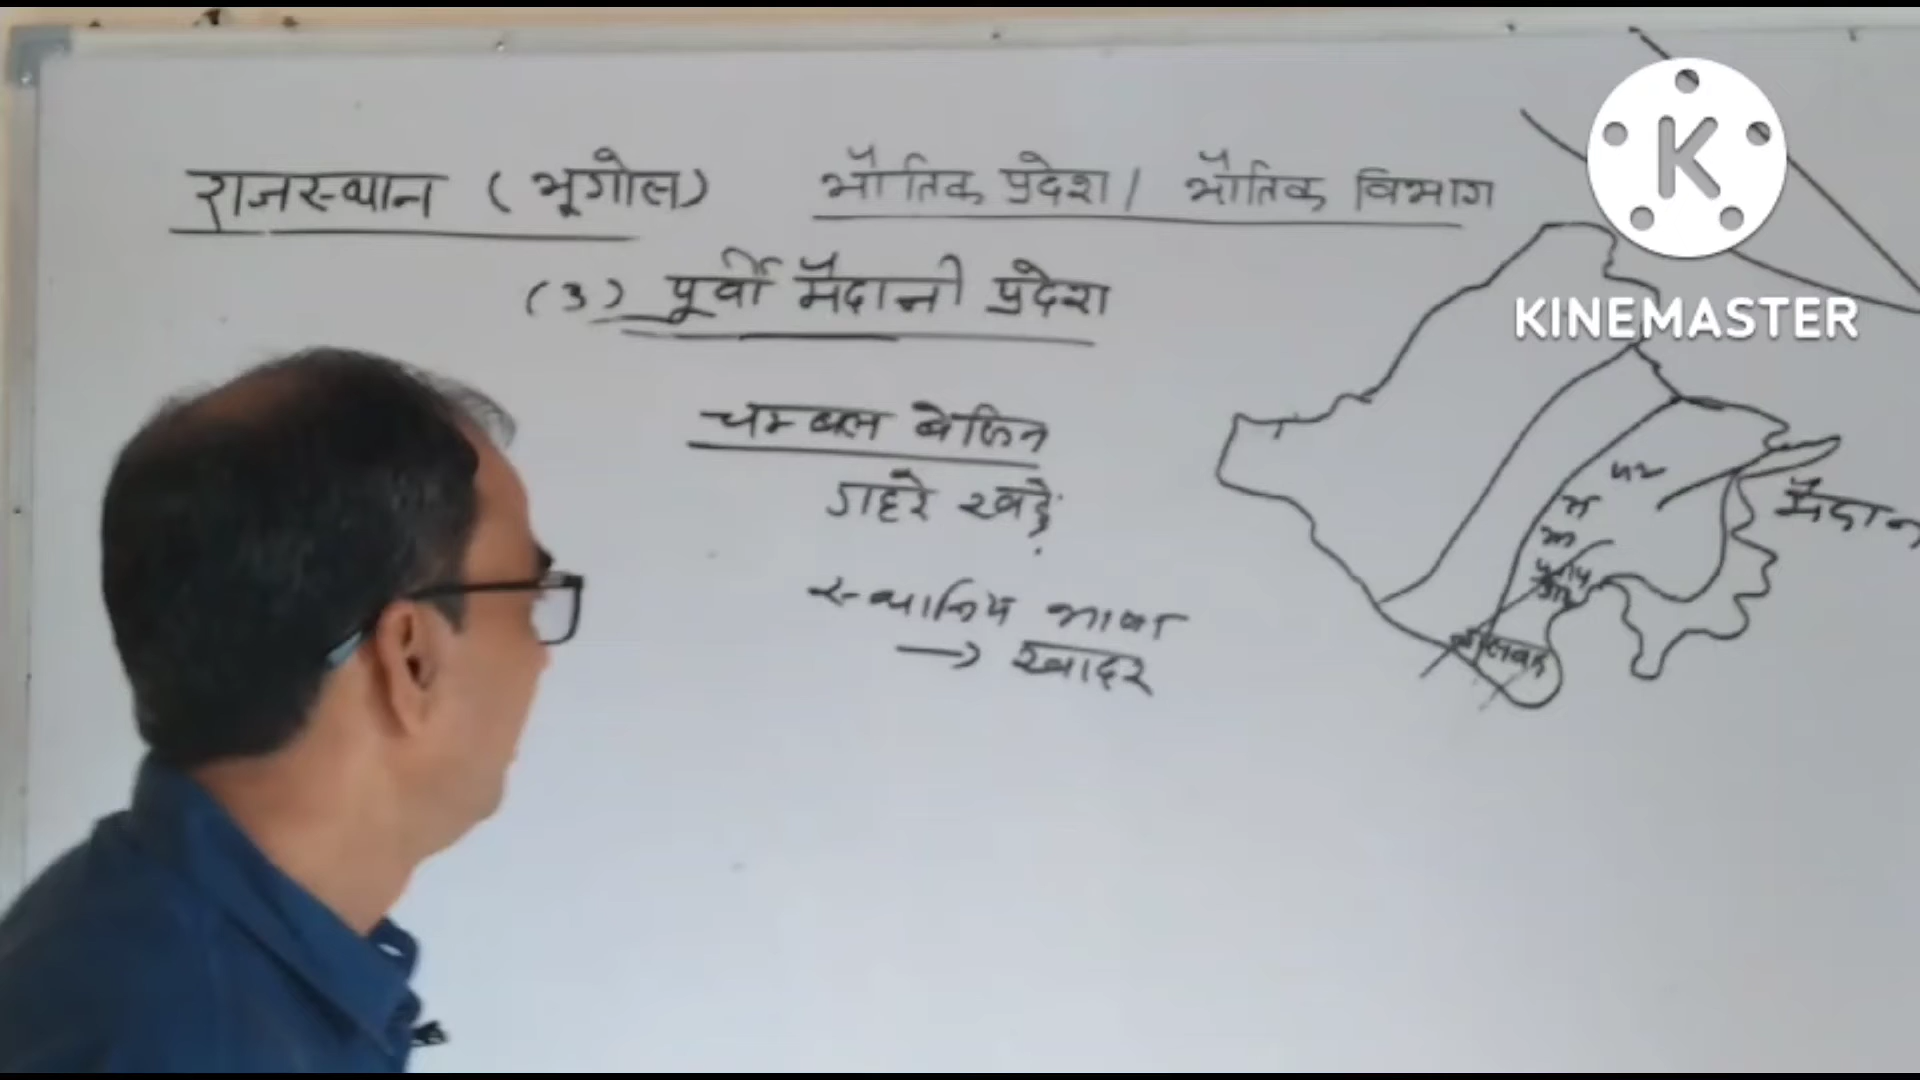 राजस्थान (भूगोल) भौतिक प्रदेश / भौतिक विभाग
(3) पूर्वी मैदानी प्रदेश
चम्बल बेसिन
गहरे खड्डे
स्थानिय भाषा
→ खादर
मैदान
K
KINEMASTER